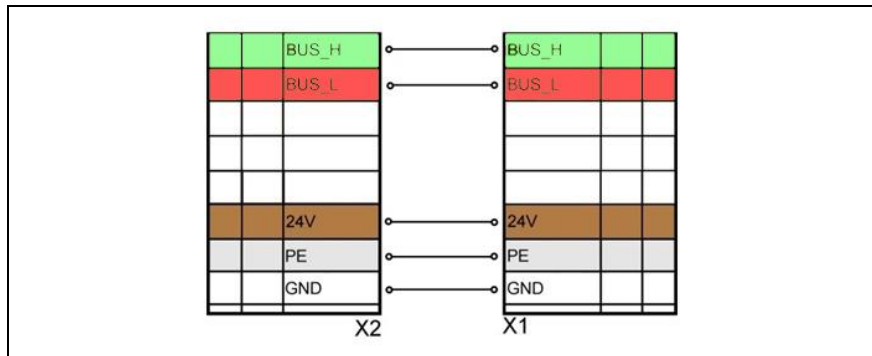 BUS_H BUS_H
BUS_L BUS_L
24V 24V
PE PE
GND GND
X2 X1